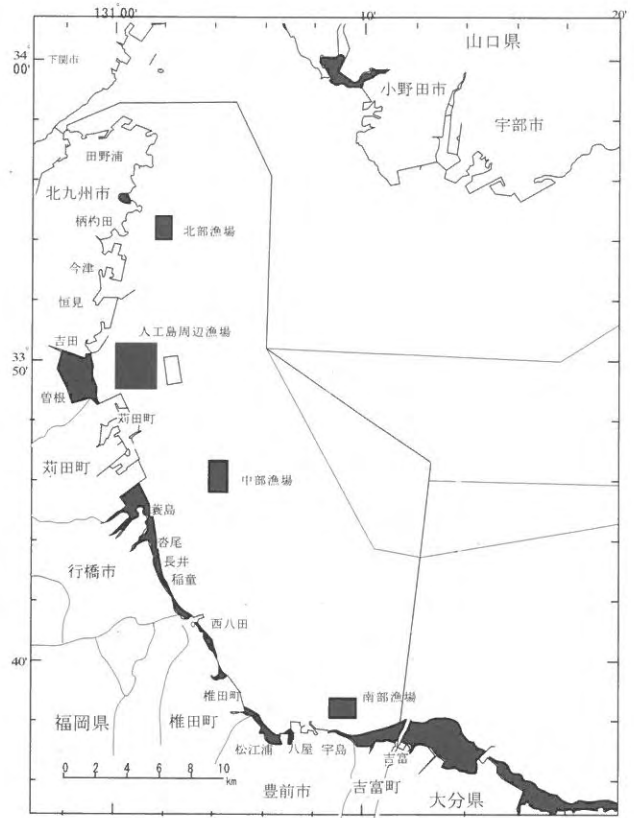 131°00'
10'
20'
34°
00'
下関市
山口県
小野田市
宇部市
田野浦
北九州市
柄杓田
北部漁場
今津
恒見
人工島周辺漁場
吉田
33°
50'
曽根
苅田町
苅田町
中部漁場
蓑島
沓尾
長井
稲童
行橋市
西八田
40'
椎田町
南部漁場
福岡県
椎田町
松江浦
八屋
宇島
吉富
0 2 4 6 8 10
km
豊前市
吉富町
大分県